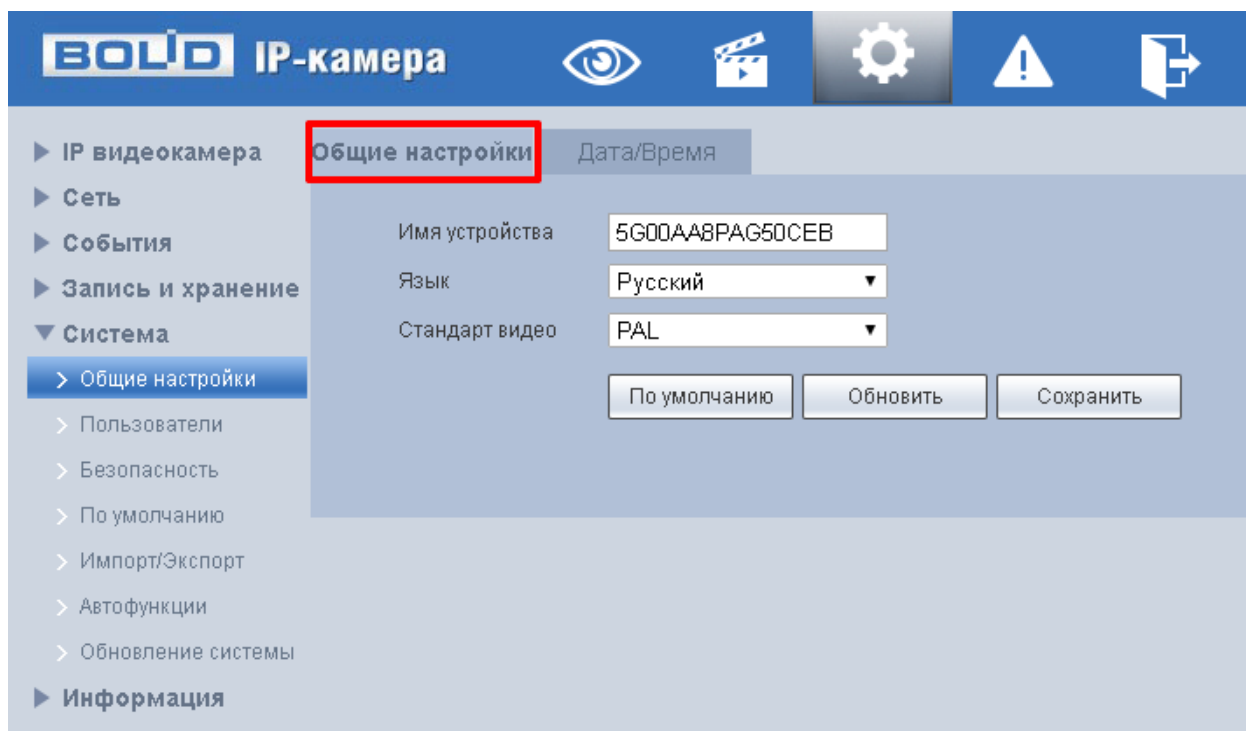 BOLID IP-камера
IP видеокамера
Сеть
События
Запись и хранение
Система
Общие настройки
Пользователи
Безопасность
По умолчанию
Импорт/Экспорт
Автофункции
Обновление системы
Информация
Общие настройки Дата/Время
Имя устройства 5G00AA8PAG50CEB
Язык Русский
Стандарт видео PAL
По умолчанию Обновить Сохранить